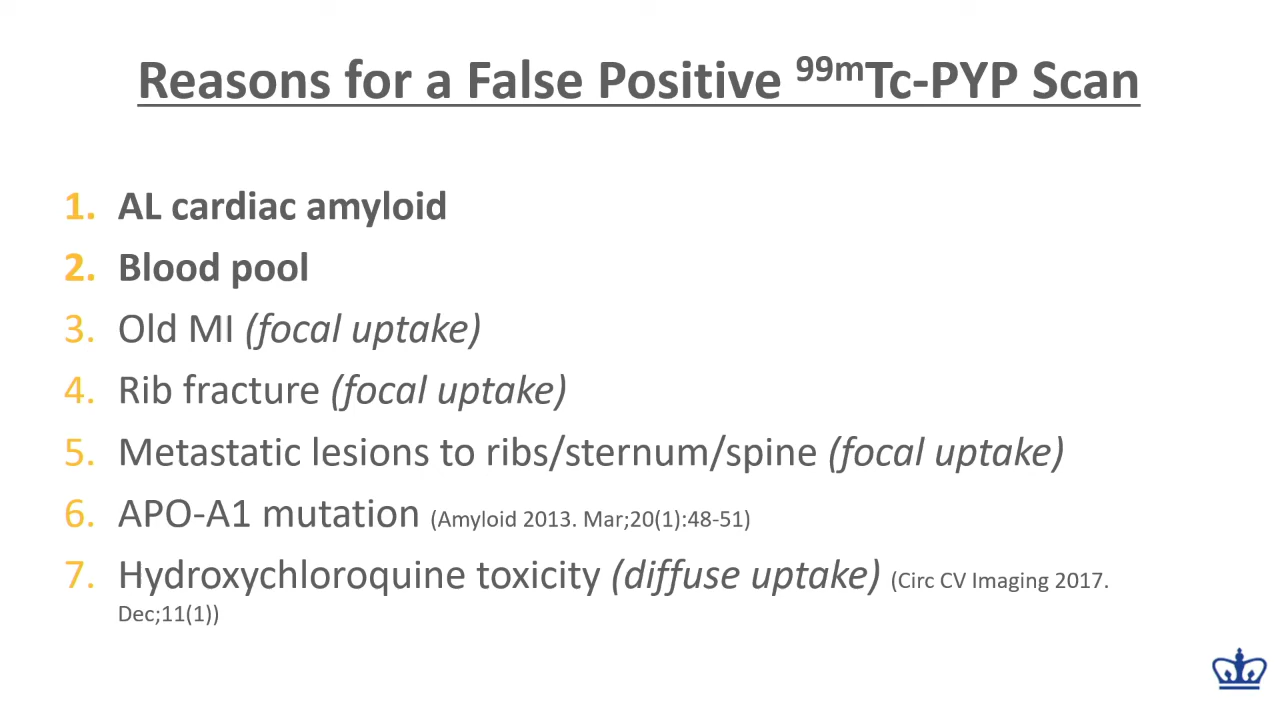 Reasons for a False Positive 99mTc-PYP Scan
1. AL cardiac amyloid
2. Blood pool
3. Old MI (focal uptake)
4. Rib fracture (focal uptake)
5. Metastatic lesions to ribs/sternum/spine (focal uptake)
6. APO-A1 mutation (Amyloid 2013. Mar;20(1):48-51)
7. Hydroxychloroquine toxicity (diffuse uptake) (Circ CV Imaging 2017.
Dec;11(1))